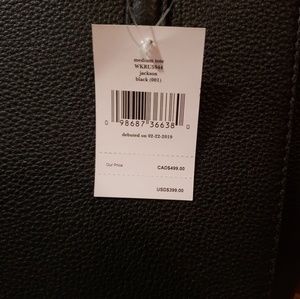 medium tote
WKRU5944
jackson
black (001)
0 98687 36638 0
debuted on 02-22-2019
Our Price
CAD$499.00
USD$399.00